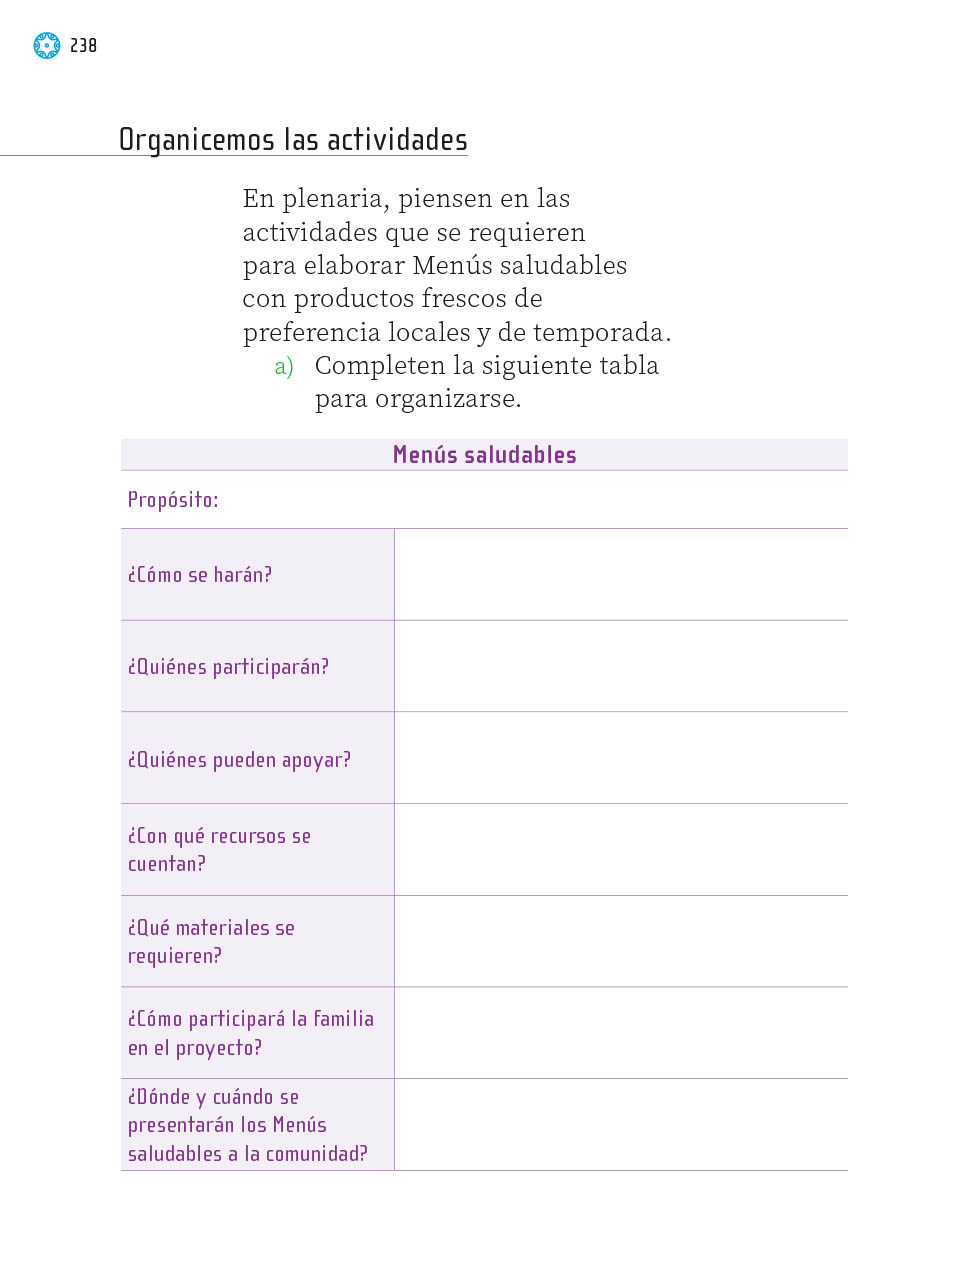 238
Organicemos las actividades
En plenaria, piensen en las
actividades que se requieren
para elaborar Menús saludables
con productos frescos de
preferencia locales y de temporada.
a) Completen la siguiente tabla
para organizarse.
Menús saludables
Propósito:
¿Cómo se harán?
¿Quiénes participarán?
¿Quiénes pueden apoyar?
¿Con qué recursos se
cuentan?
¿Qué materiales se
requieren?
¿Cómo participará la familia
en el proyecto?
¿Dónde y cuándo se
presentarán los Menús
saludables a la comunidad?